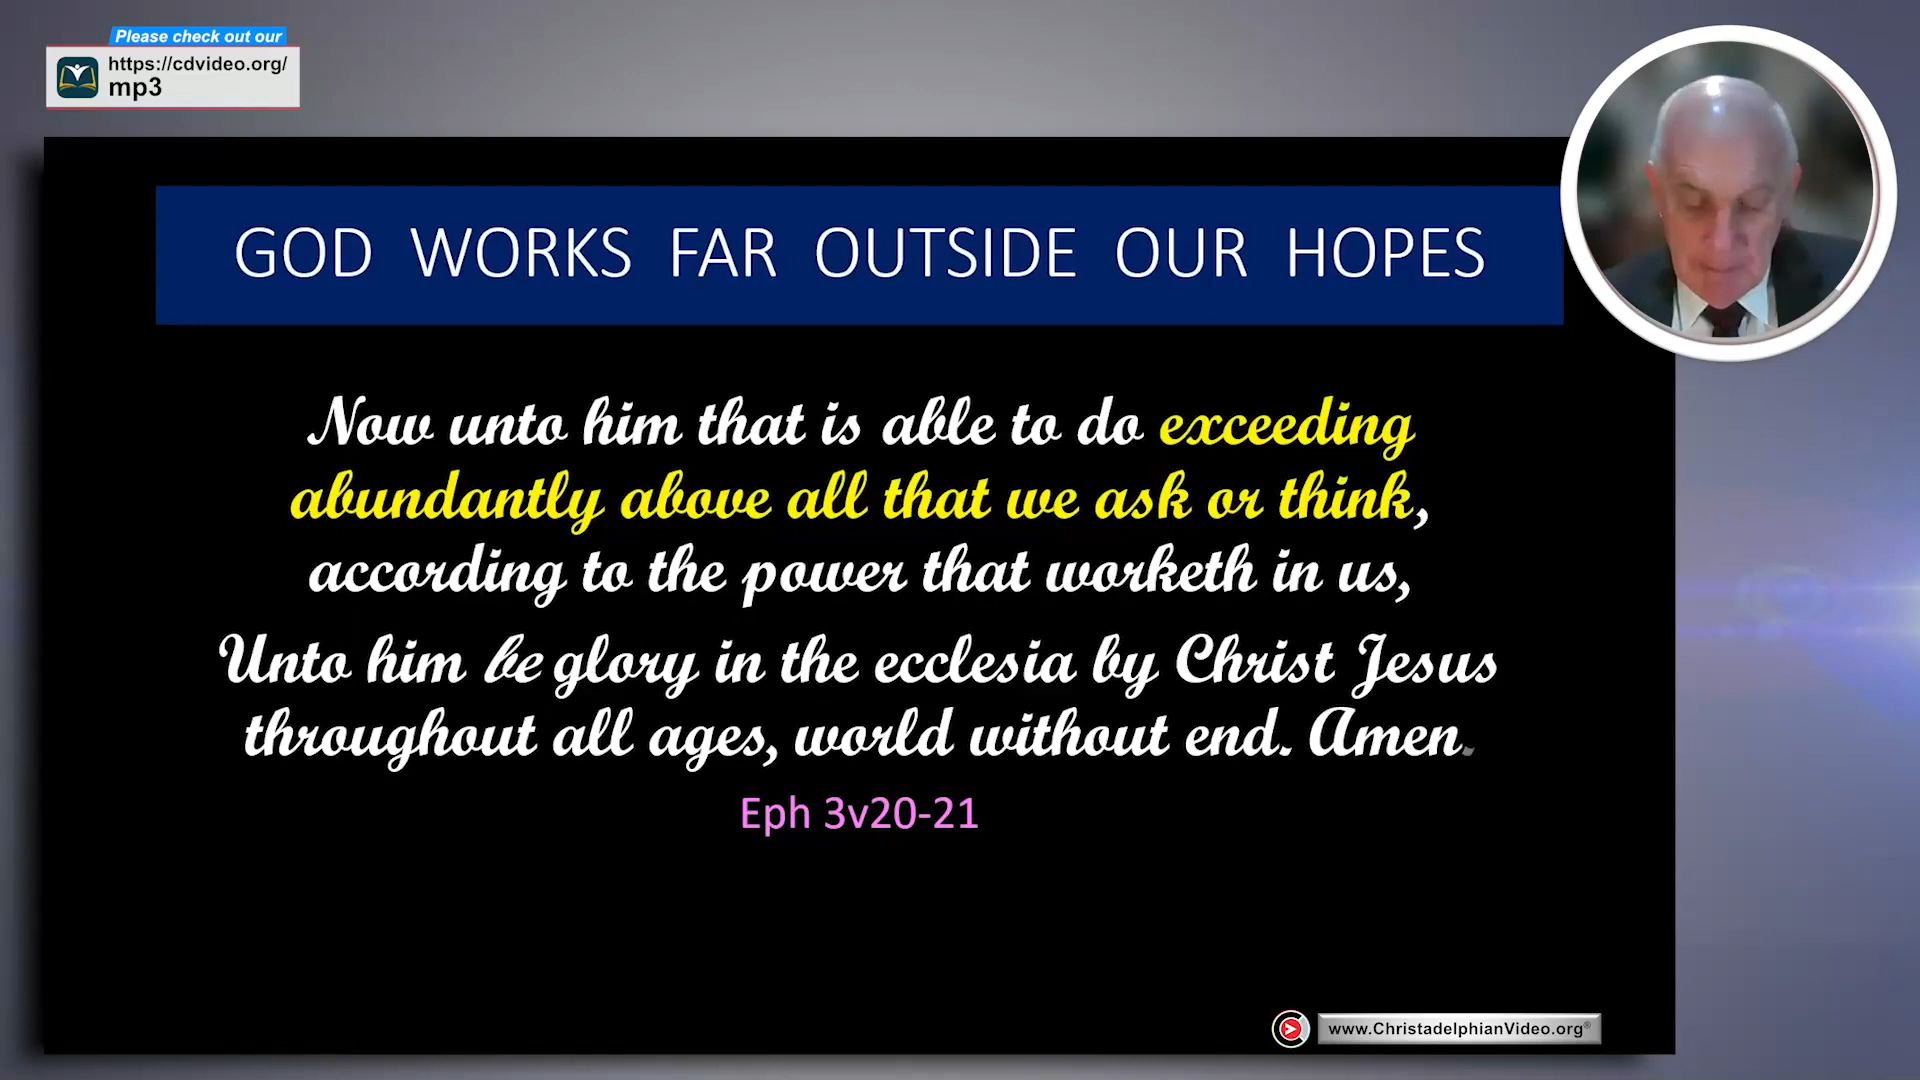 Please check out our
https://cdvideo.org/
mp3
GOD WORKS FAR OUTSIDE OUR HOPES
Now unto him that is able to do exceeding
abundantly above all that we ask or think,
according to the power that worketh in us,
Unto him be glory in the ecclesia by Christ Jesus
throughout all ages, world without end. Amen.
Eph 3v20-21
www.ChristadelphianVideo.org®